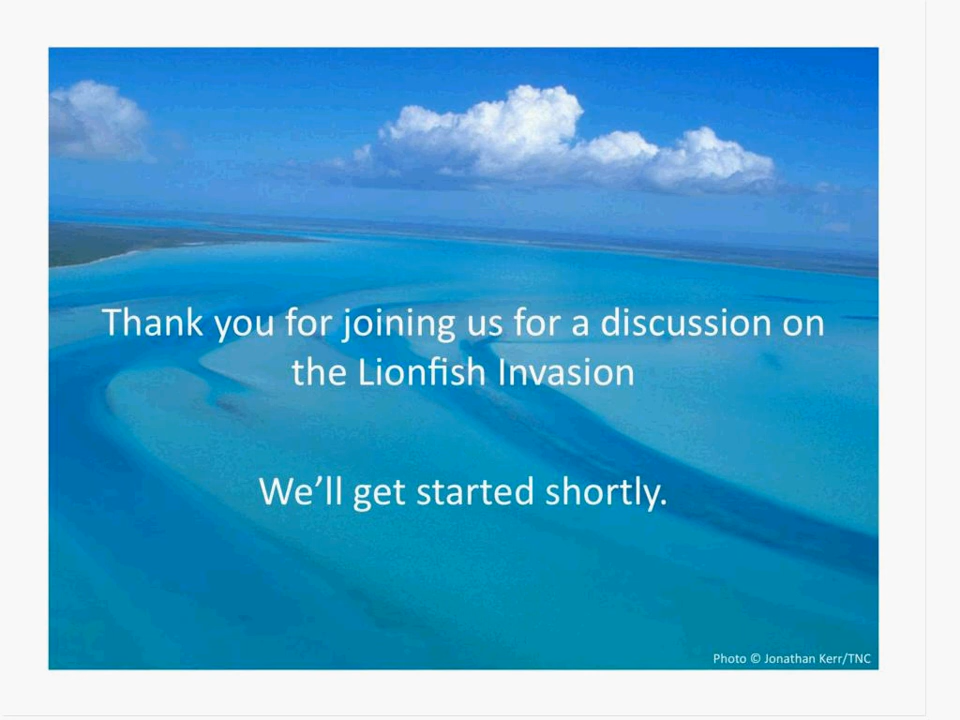 Thank you for joining us for a discussion on
the Lionfish Invasion
We’ll get started shortly.
Photo © Jonathan Kerr/TNC